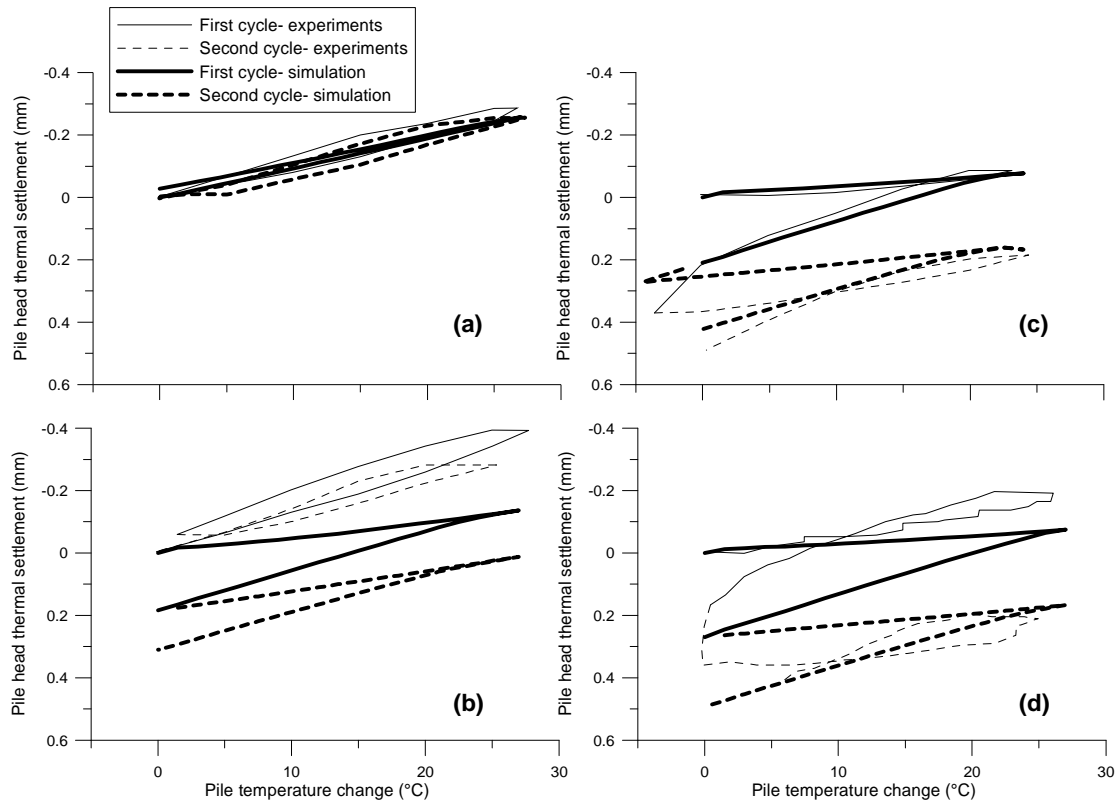 First cycle- experiments
Second cycle- experiments
First cycle- simulation
Second cycle- simulation
-0.4
-0.2
0
0.2
0.4
0.6
Pile head thermal settlement (mm)
(a)
-0.4
-0.2
0
0.2
0.4
0.6
Pile head thermal settlement (mm)
(c)
0 10 20 30
-0.4
-0.2
0
0.2
0.4
0.6
Pile head thermal settlement (mm)
(b)
0 10 20 30
Pile temperature change (°C)
-0.4
-0.2
0
0.2
0.4
0.6
Pile head thermal settlement (mm)
(d)
0 10 20 30
Pile temperature change (°C)